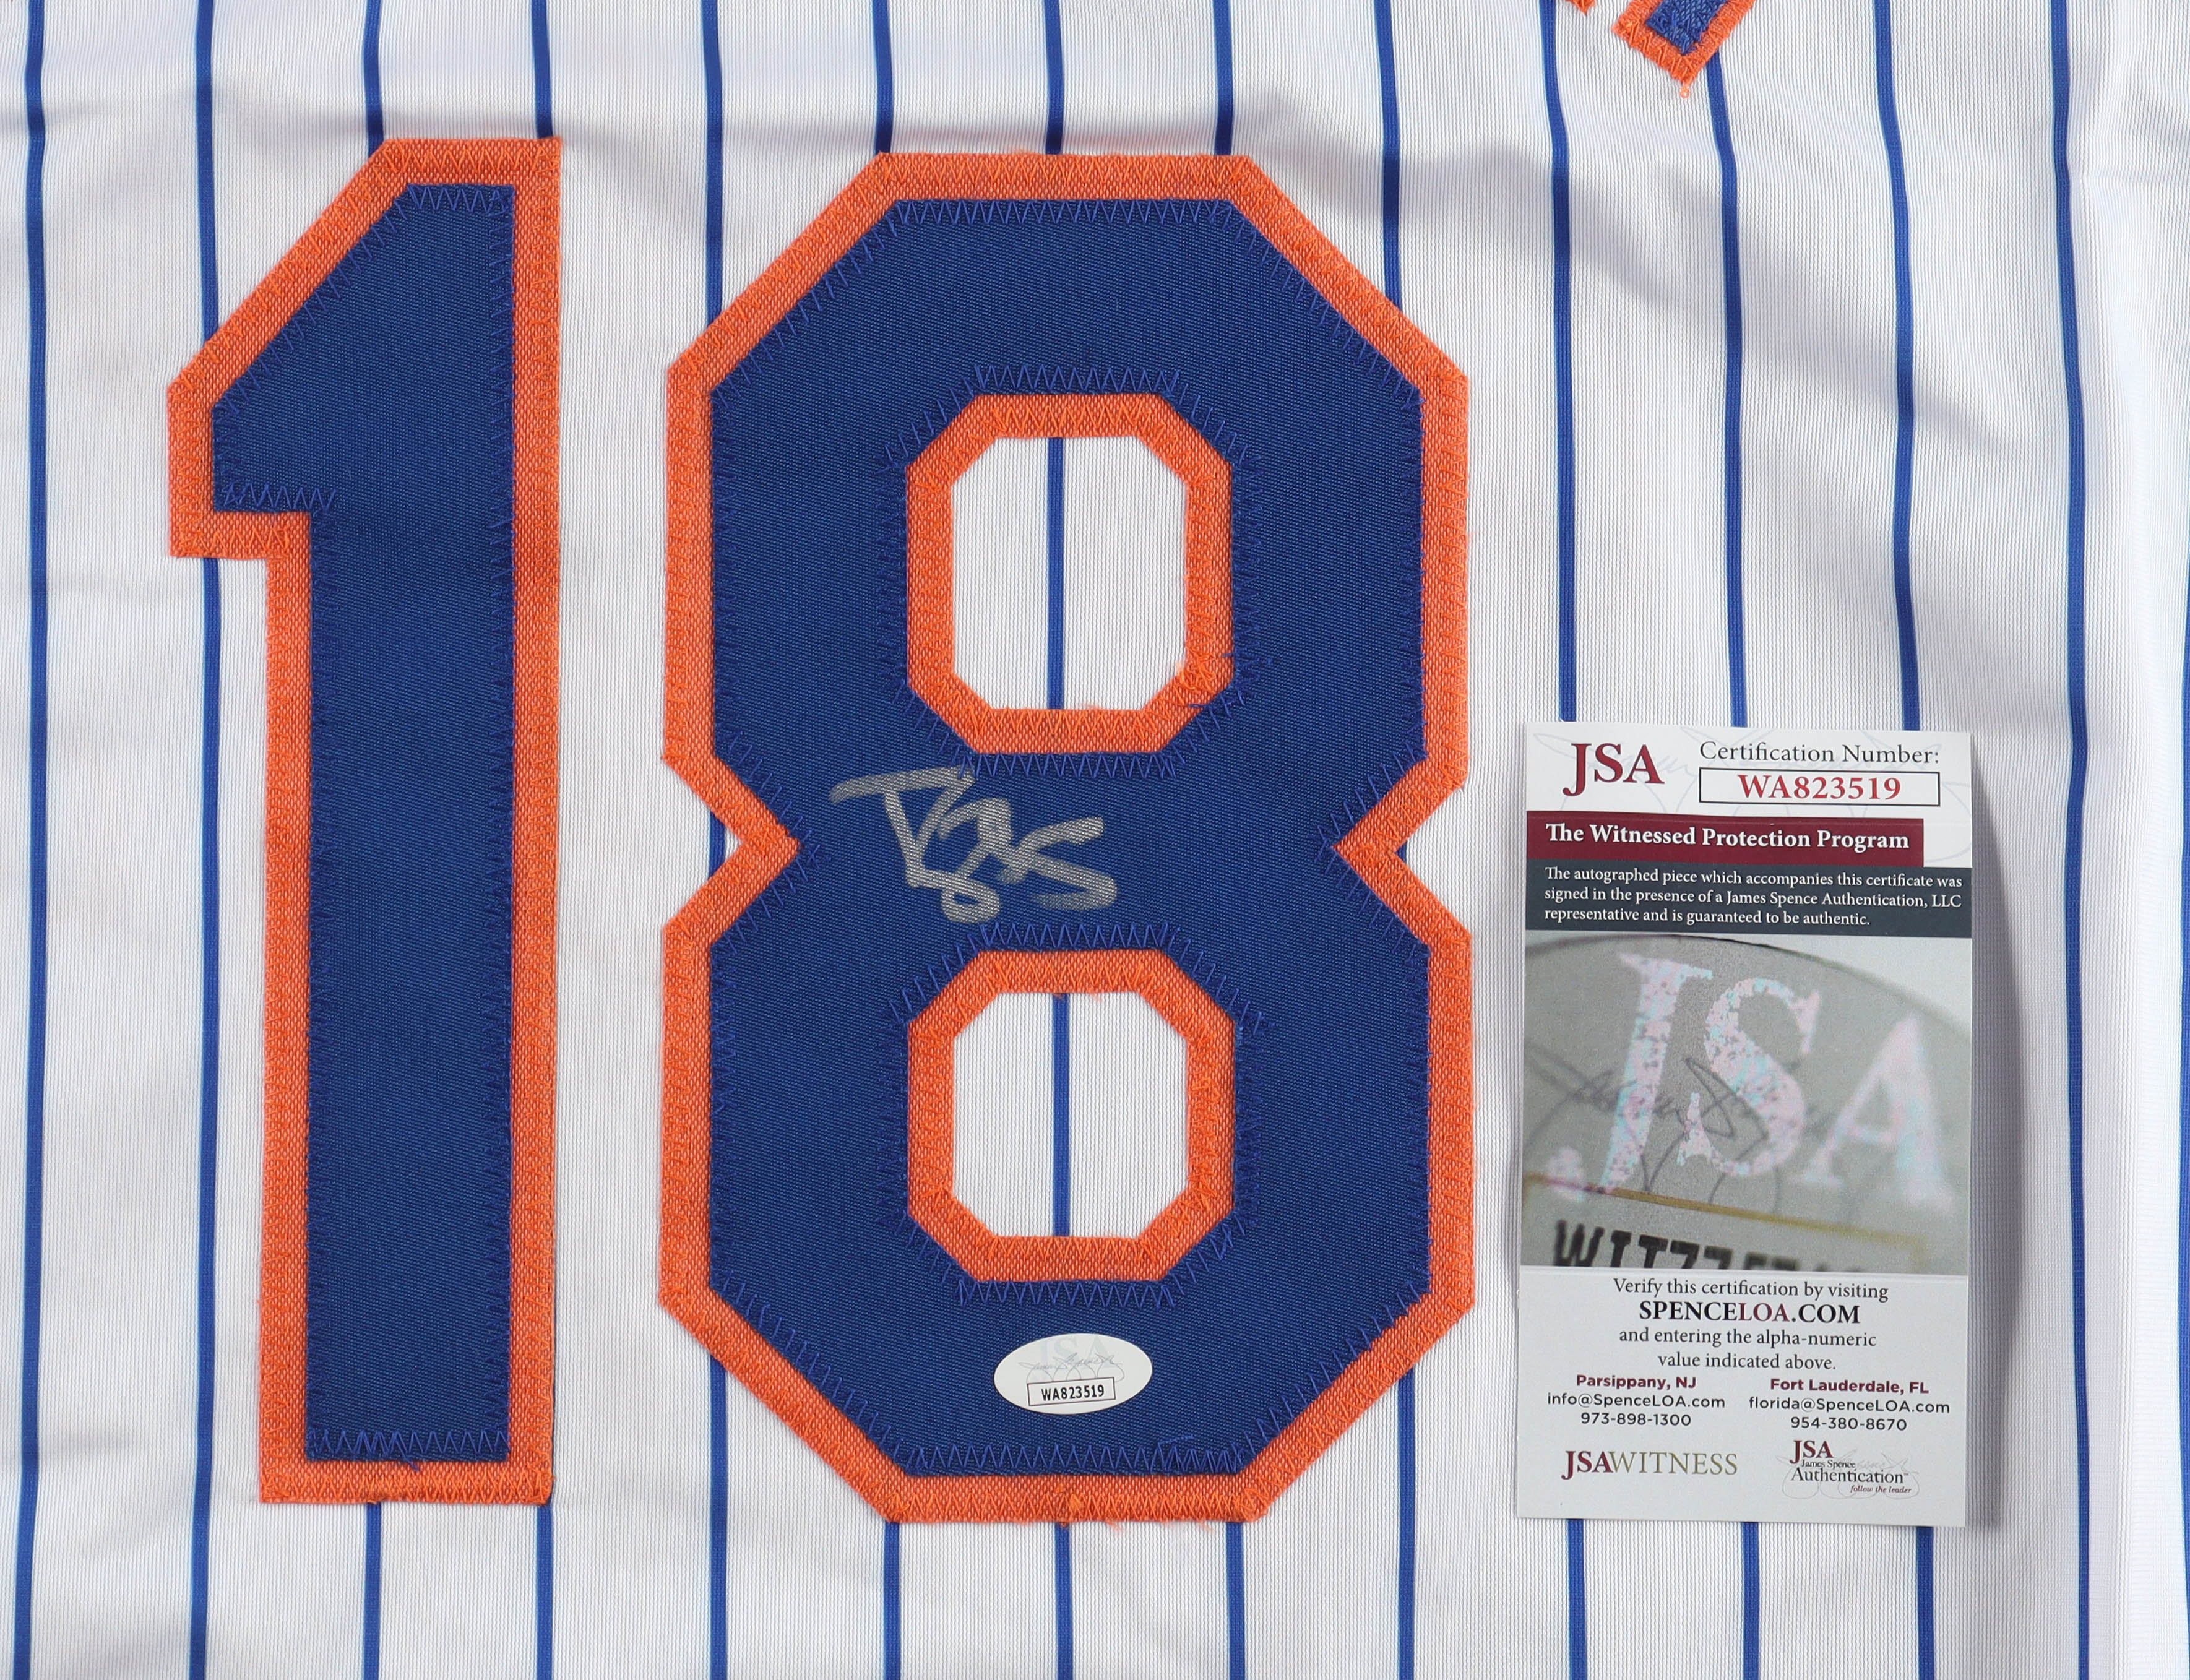 18
JSA
Certification Number:
WA823519
The Witnessed Protection Program
The autographed piece which accompanies this certificate was
signed in the presence of a James Spence Authentication, LLC
representative and is guaranteed to be authentic.
JSA
Verify this certification by visiting
SPENCELOA.COM
and entering the alpha-numeric
value indicated above.
Parsippany, NJ
info@SpenceLOA.com
973-898-1300
Fort Lauderdale, FL
florida@SpenceLOA.com
954-380-8670
JSAWITNESS
JSA
James Spence
Authentication
follow the leader
JSA
WA823519